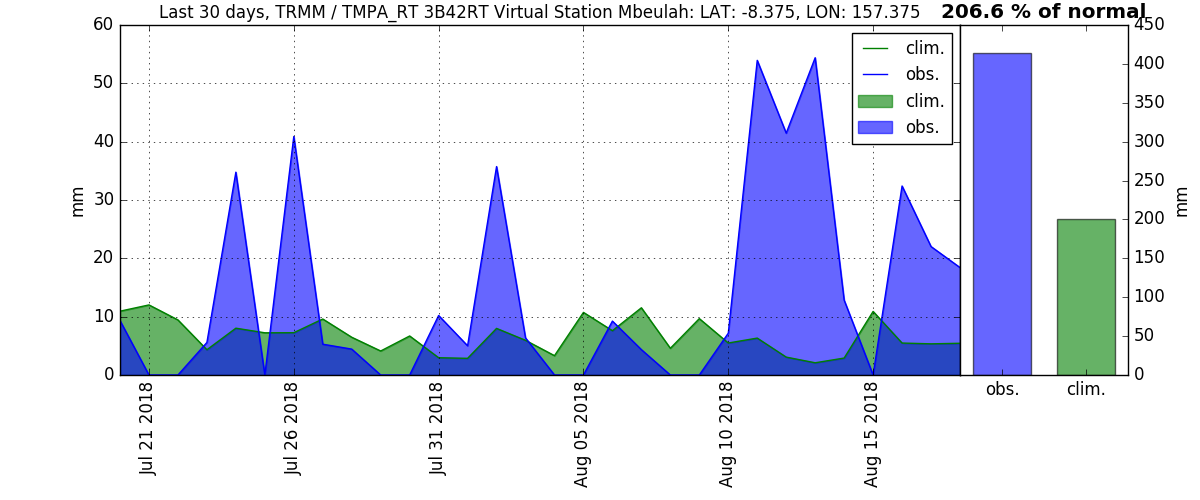 Last 30 days, TRMM / TMPA_RT 3B42RT Virtual Station Mbeulah: LAT: -8.375, LON: 157.375
206.6 % of normal
60
50
40
30
20
10
0
mm
clim.
obs.
clim.
obs.
Jul 21 2018
Jul 26 2018
Jul 31 2018
Aug 05 2018
Aug 10 2018
Aug 15 2018
450
400
350
300
250
200
150
100
50
0
mm
obs.
clim.